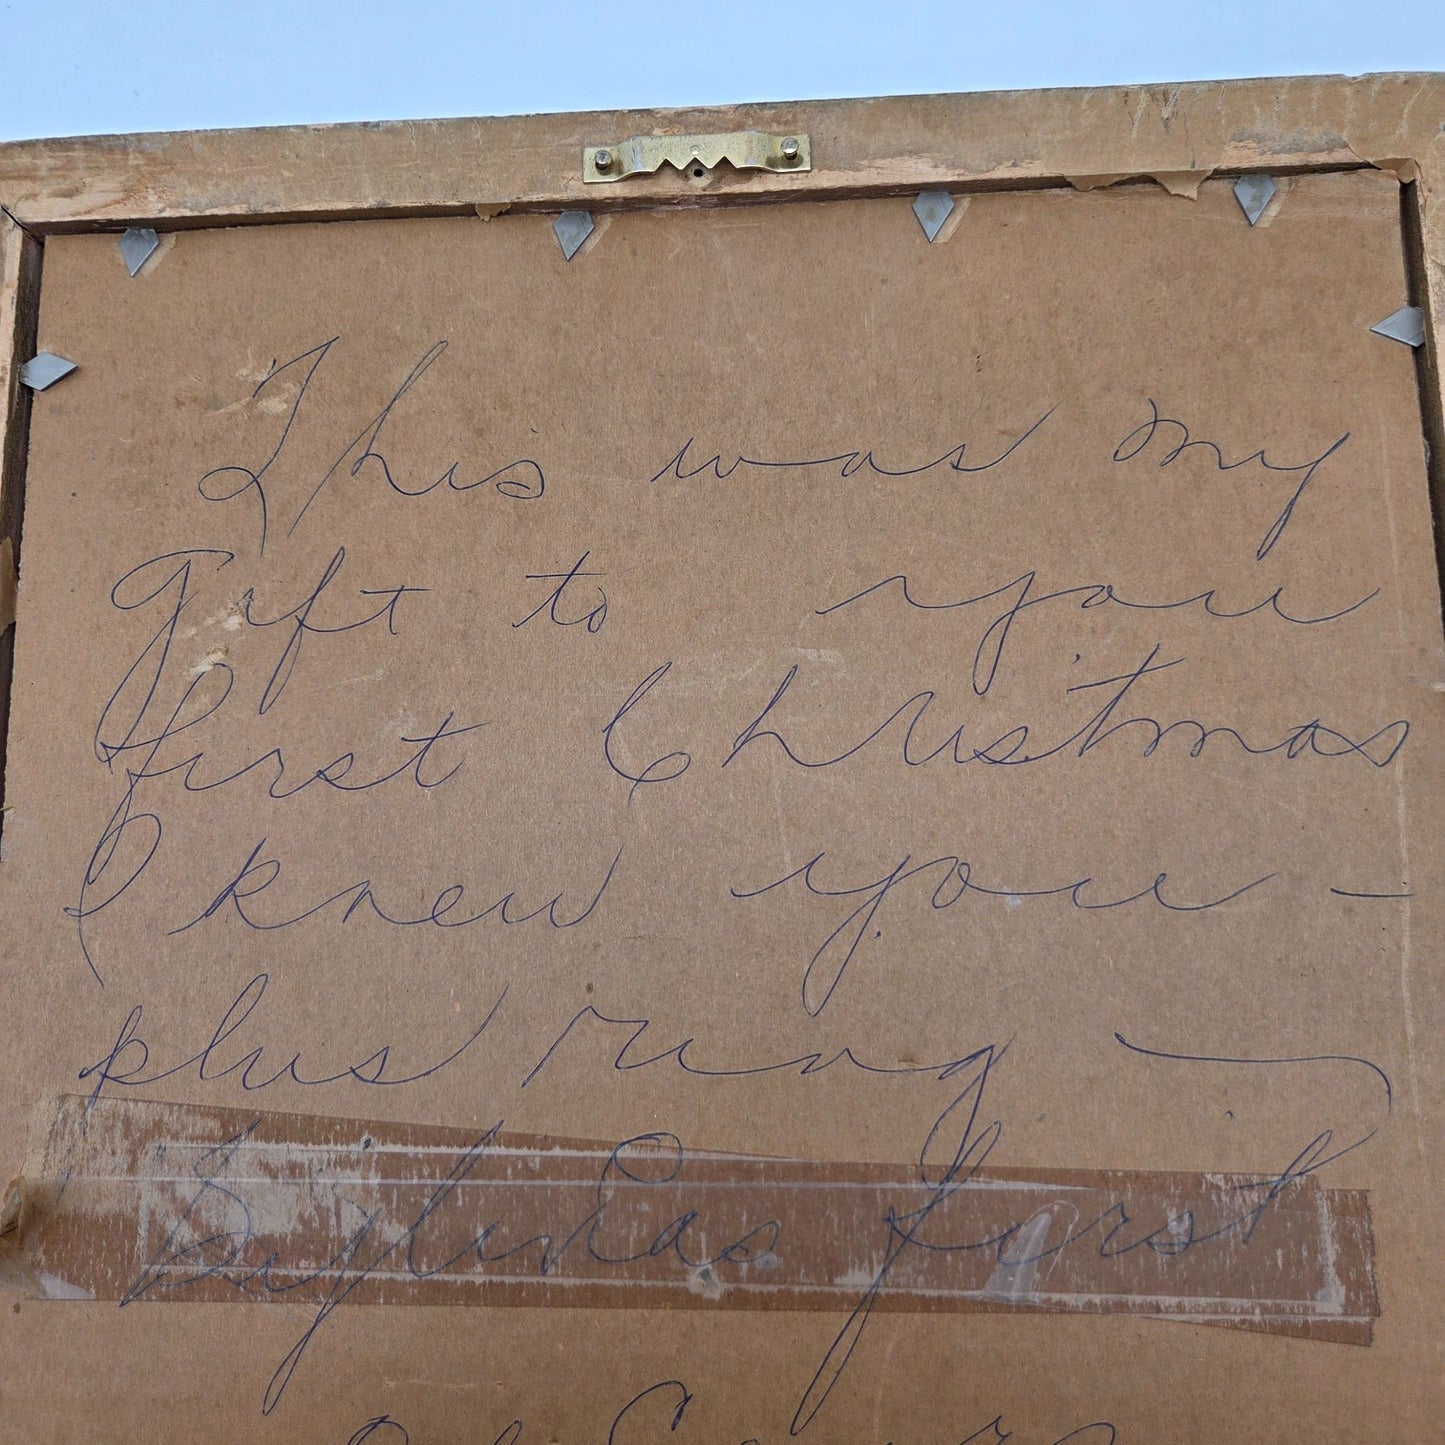 This was my
gift to you
first Christmas
I knew you —
plus ring —
first